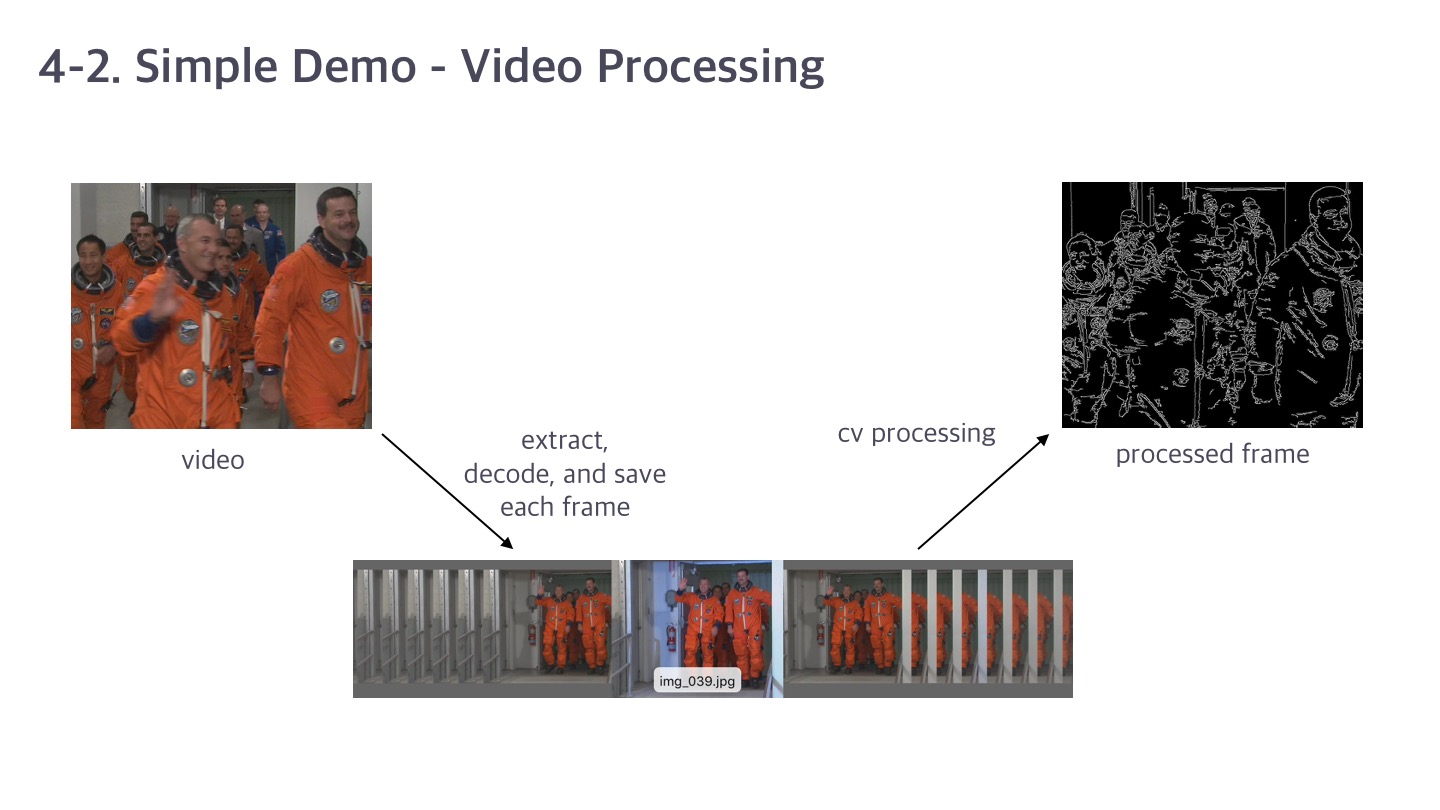 4-2. Simple Demo - Video Processing
video
extract,
decode, and save
each frame
cv processing
processed frame
img_039.jpg